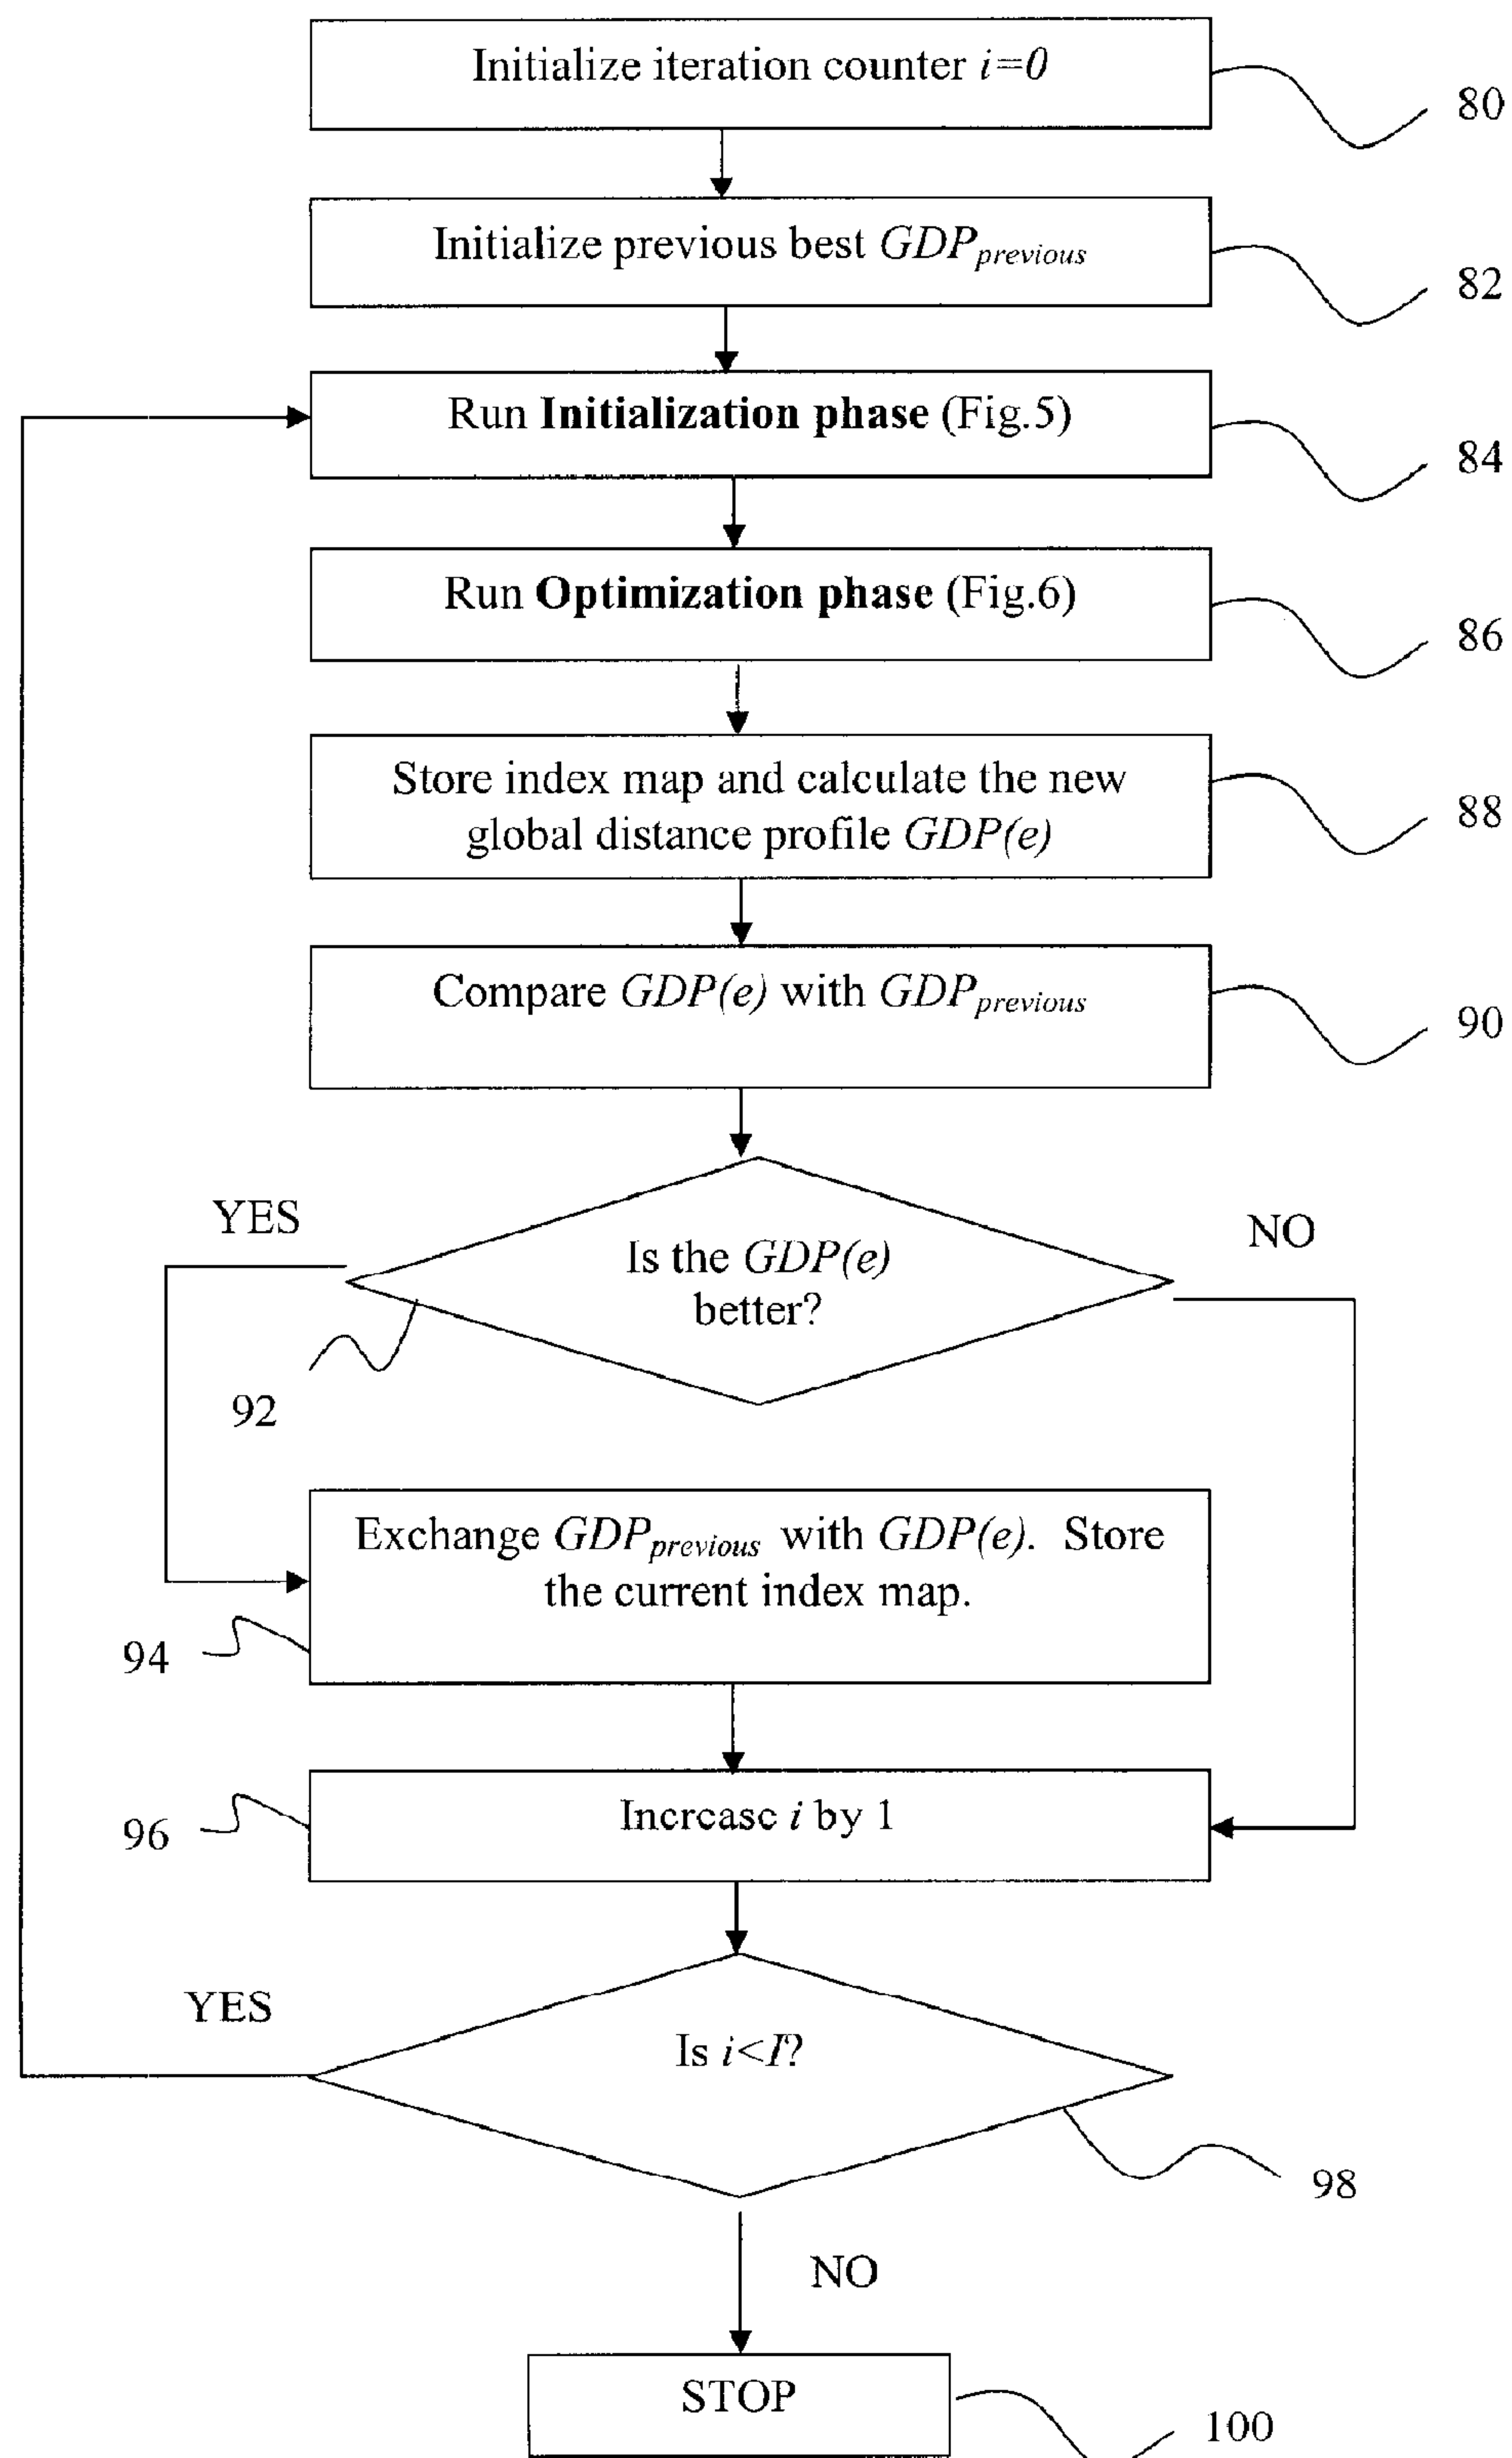 Initialize iteration counter i=0
80
Initialize previous best GDPprevious
82
Run Initialization phase (Fig.5)
84
Run Optimization phase (Fig.6)
86
Store index map and calculate the new
global distance profile GDP(e)
88
Compare GDP(e) with GDPprevious
90
YES
NO
Is the GDP(e)
better?
92
Exchange GDPprevious with GDP(e). Store
the current index map.
94
Increase i by 1
96
YES
Is i<I?
98
NO
STOP
100